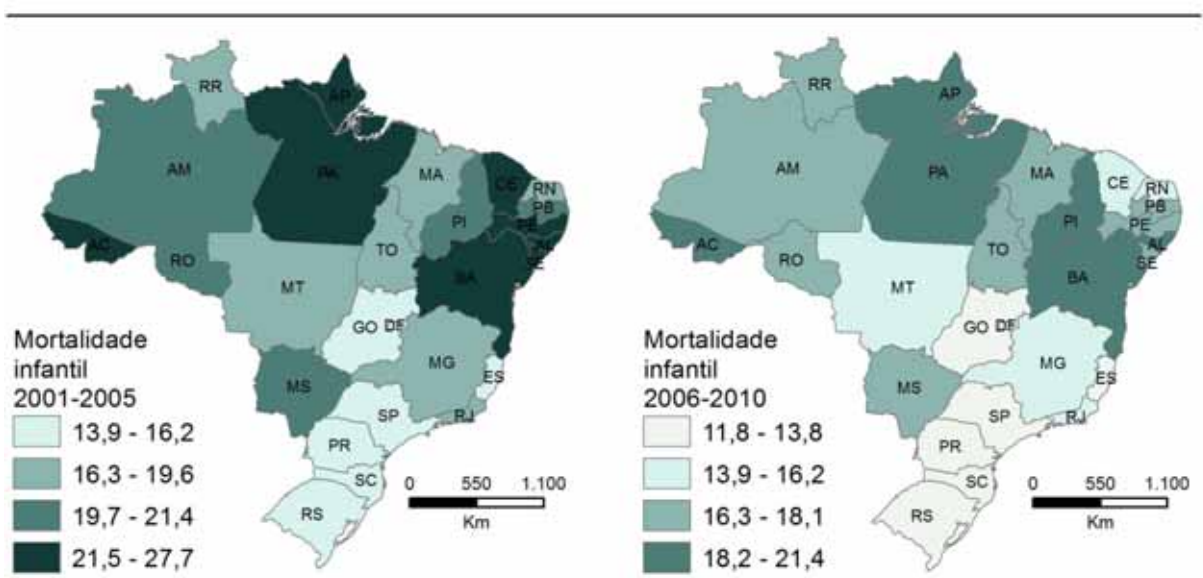 RR
AP
AM
PA
MA
CE
RN
PB
PE
PI
AC
AL
SE
RO
TO
BA
MT
GO
DF
MG
ES
MS
SP
RJ
PR
SC
RS
Mortalidade
infantil
2001-2005
13,9 - 16,2
16,3 - 19,6
19,7 - 21,4
21,5 - 27,7
0 550 1.100
Km
RR
AP
AM
PA
MA
CE
RN
PB
PE
PI
AC
AL
SE
RO
TO
BA
MT
GO
DF
MG
ES
MS
SP
RJ
PR
SC
RS
Mortalidade
infantil
2006-2010
11,8 - 13,8
13,9 - 16,2
16,3 - 18,1
18,2 - 21,4
0 550 1.100
Km